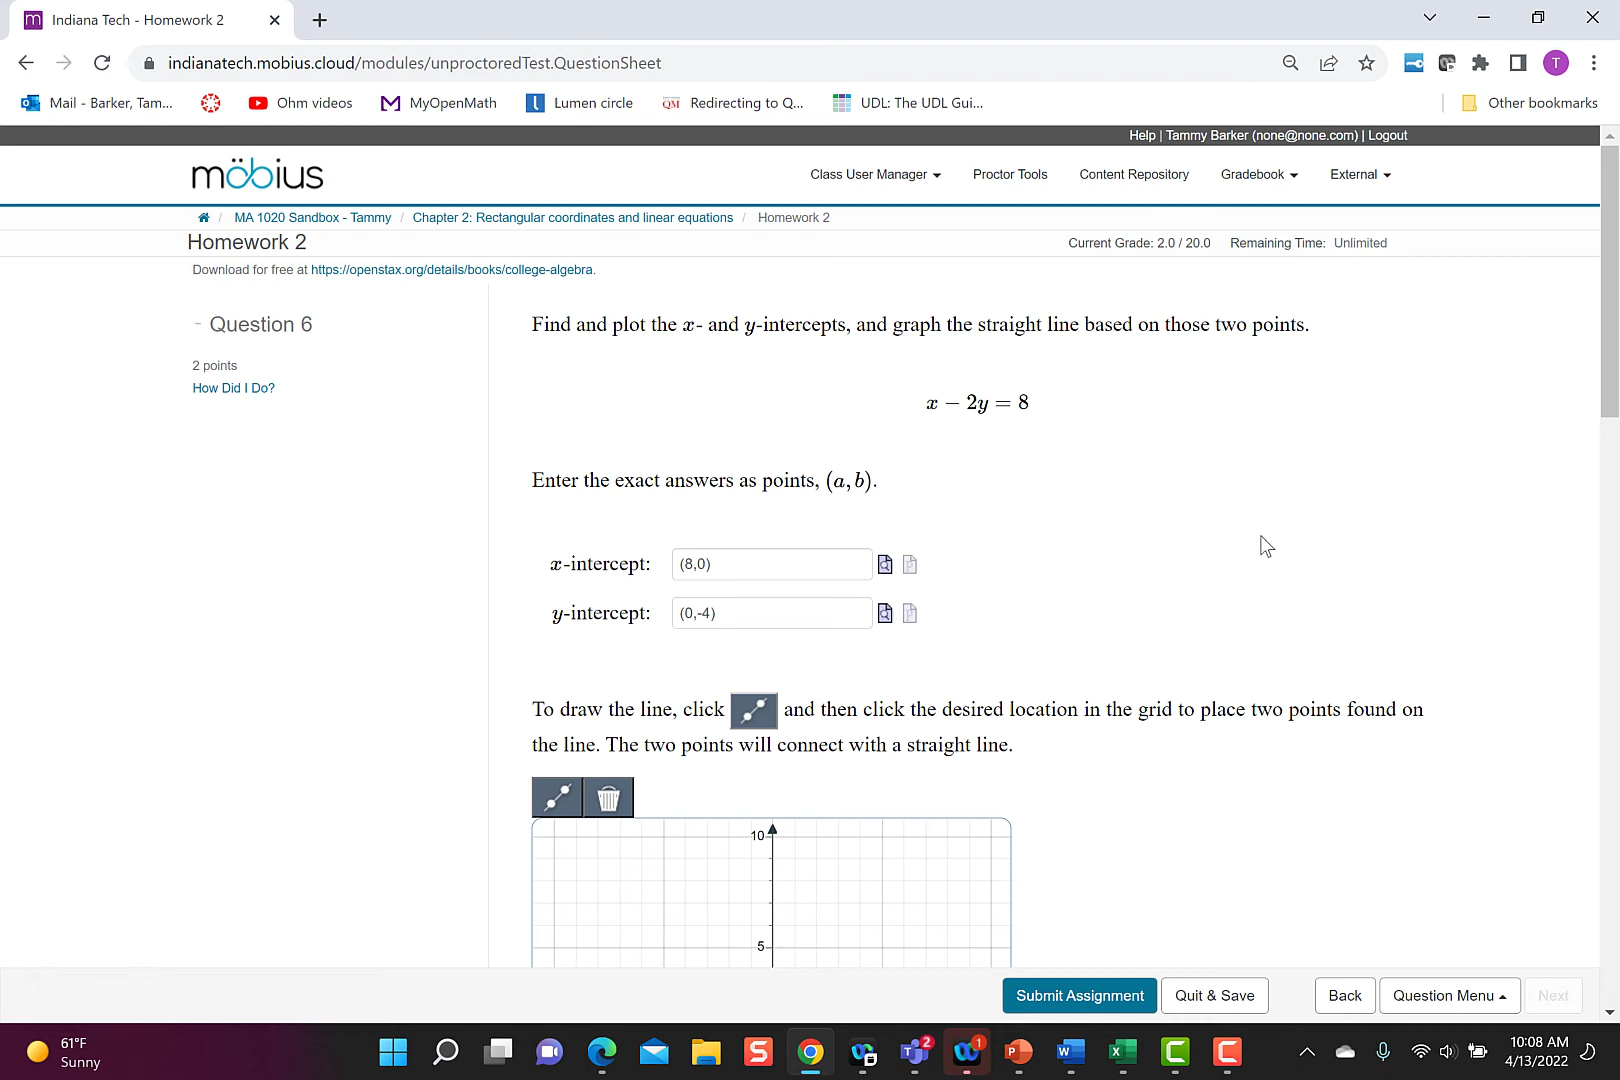 Indiana Tech - Homework 2
indianatech.mobius.cloud/modules/unproctoredTest.QuestionSheet
T
Mail - Barker, Tam...
Ohm videos
MyOpenMath
Lumen circle
QM
Redirecting to Q...
UDL: The UDL Gui...
Other bookmarks
Help | Tammy Barker (none@none.com) | Logout
möbius
Class User Manager
Proctor Tools
Content Repository
Gradebook
External
/ MA 1020 Sandbox - Tammy / Chapter 2: Rectangular coordinates and linear equations / Homework 2
Homework 2
Current Grade: 2.0 / 20.0
Remaining Time: Unlimited
Download for free at https://openstax.org/details/books/college-algebra.
- Question 6
2 points
How Did I Do?
Find and plot the x- and y-intercepts, and graph the straight line based on those two points.
x − 2y = 8
Enter the exact answers as points, (a, b).
x-intercept: (8,0)
y-intercept: (0,-4)
To draw the line, click and then click the desired location in the grid to place two points found on
the line. The two points will connect with a straight line.
10
5
Submit Assignment
Quit & Save
Back
Question Menu
Next
61°F
Sunny
2
1
10:08 AM
4/13/2022